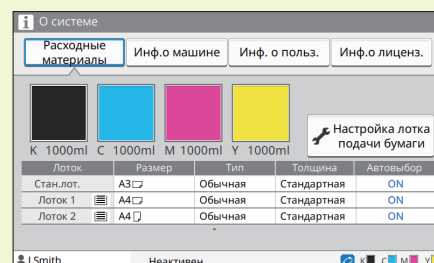 О системе
Расходные
материалы
Инф.о машине
Инф. о польз.
Инф.о лиценз.
K 1000ml C 1000ml M 1000ml Y 1000ml
Настройка лотка
подачи бумаги
Лоток Размер Тип Толщина Автовыбор
Стан.лот. A3 Обычная Стандартная ON
Лоток 1 A4 Обычная Стандартная ON
Лоток 2 A4 Обычная Стандартная ON
J.Smith Неактивен K C M Y